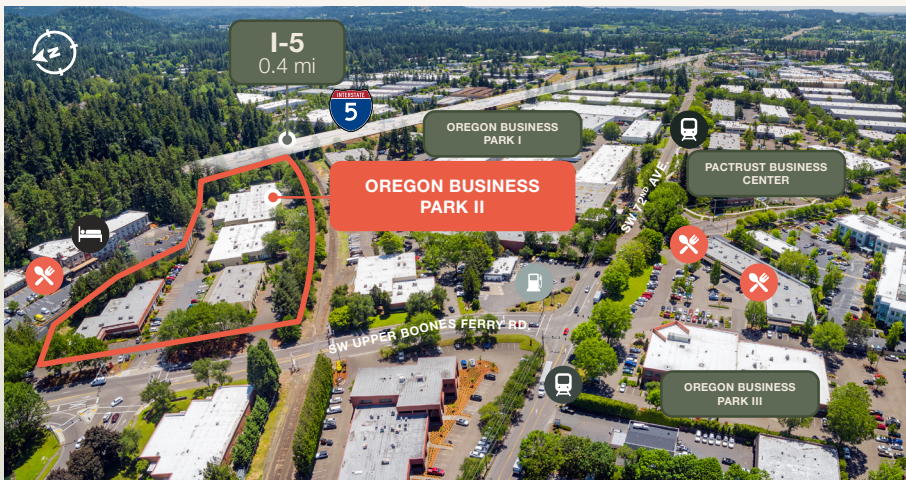 N
I-5
0.4 mi
INTERSTATE
5
OREGON BUSINESS
PARK I
PACTRUST BUSINESS
CENTER
OREGON BUSINESS
PARK II
SW 72ND AVE.
SW UPPER BOONES FERRY RD.
OREGON BUSINESS
PARK III